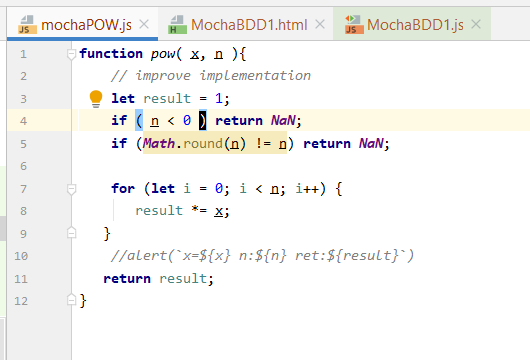 mochaPOW.js MochaBDD1.html MochaBDD1.js
1 function pow( x, n ){
2 // improve implementation
3 let result = 1;
4 if ( n < 0 ) return NaN;
5 if (Math.round(n) != n) return NaN;
6
7 for (let i = 0; i < n; i++) {
8 result *= x;
9 }
10 //alert(`x=${x} n:${n} ret:${result}`)
11 return result;
12 }